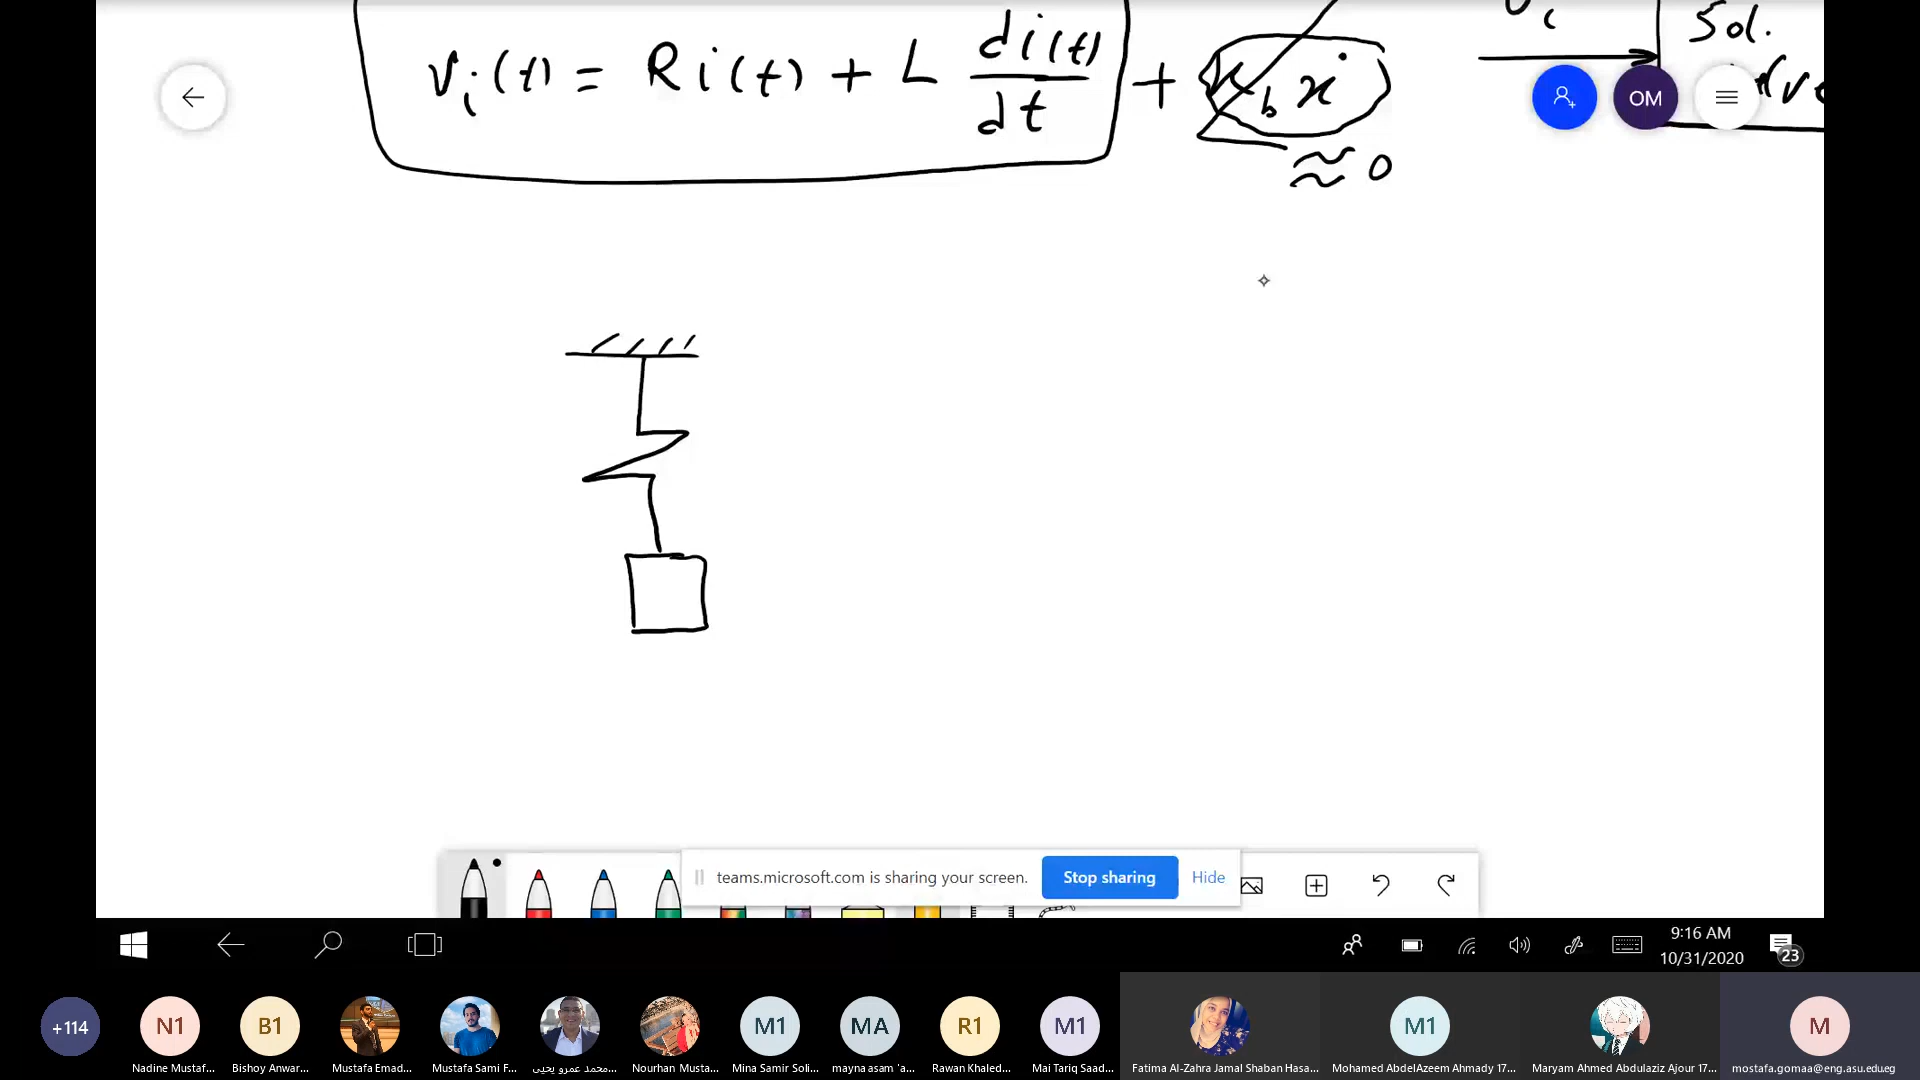 v_i(t) = R i(t) + L di(t)/dt + K_b ẋ
≈ 0
Sol.
OM
teams.microsoft.com is sharing your screen.
Stop sharing
Hide
9:16 AM
10/31/2020
23
+114
N1
B1
M1
MA
R1
M1
M1
M
Nadine Mustaf...
Bishoy Anwar...
Mustafa Emad...
Mustafa Sami F...
محمد عمرو يحيى...
Nourhan Musta...
Mina Samir Soli...
mayna asam 'a...
Rawan Khaled...
Mai Tariq Saad...
Fatima Al-Zahra Jamal Shaban Hasa...
Mohamed AbdelAzeem Ahmady 17...
Maryam Ahmed Abdulaziz Ajour 17...
mostafa.gomaa@eng.asu.edu.eg